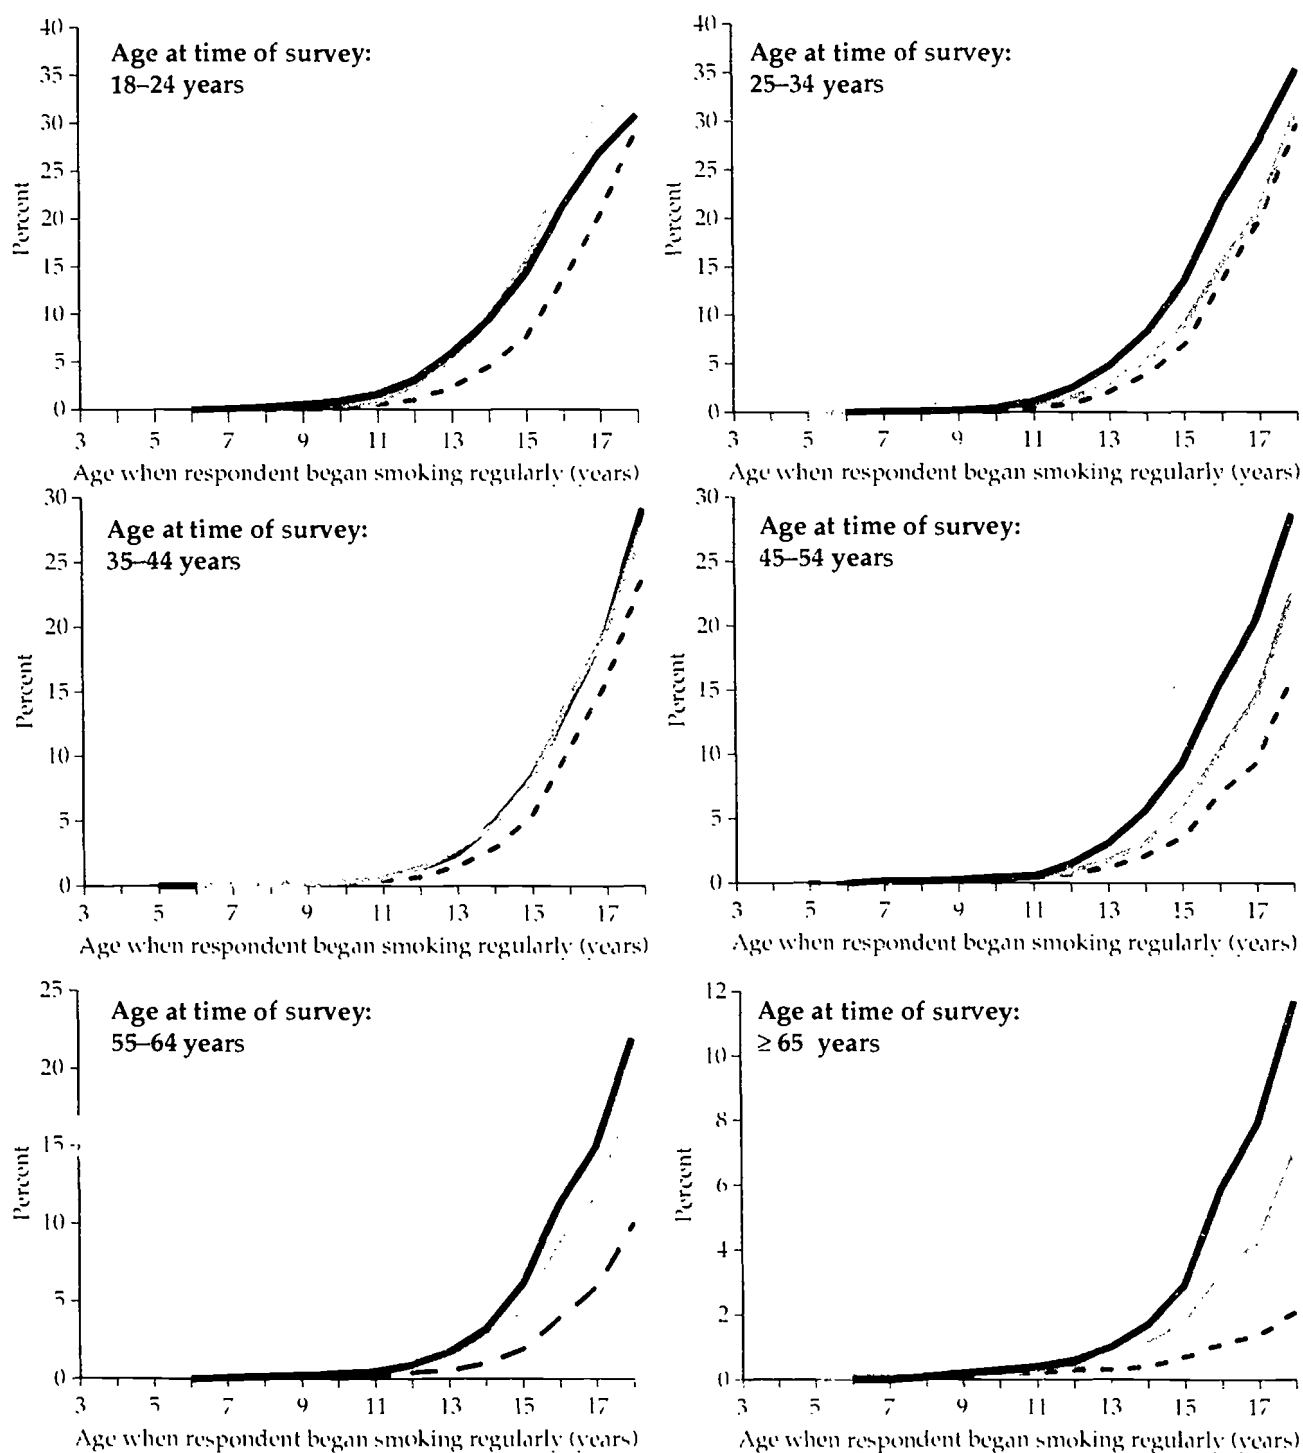 Age at time of survey:
18–24 years
40
35
30
25
20
15
10
5
0
Percent
3 5 7 9 11 13 15 17
Age when respondent began smoking regularly (years)
Age at time of survey:
25–34 years
40
35
30
25
20
15
10
5
0
Percent
3 5 7 9 11 13 15 17
Age when respondent began smoking regularly (years)
Age at time of survey:
35–44 years
30
25
20
15
10
5
0
Percent
3 5 7 9 11 13 15 17
Age when respondent began smoking regularly (years)
Age at time of survey:
45–54 years
30
25
20
15
10
5
0
Percent
3 5 7 9 11 13 15 17
Age when respondent began smoking regularly (years)
Age at time of survey:
55–64 years
25
20
15
10
5
0
Percent
3 5 7 9 11 13 15 17
Age when respondent began smoking regularly (years)
Age at time of survey:
≥ 65 years
12
10
8
6
4
2
0
Percent
3 5 7 9 11 13 15 17
Age when respondent began smoking regularly (years)